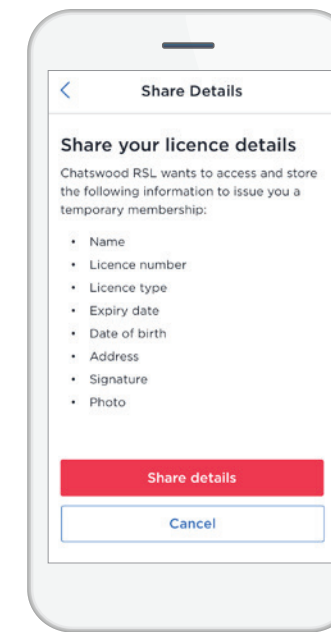 Share Details
Share your licence details
Chatswood RSL wants to access and store
the following information to issue you a
temporary membership:
• Name
• Licence number
• Licence type
• Expiry date
• Date of birth
• Address
• Signature
• Photo
Share details
Cancel